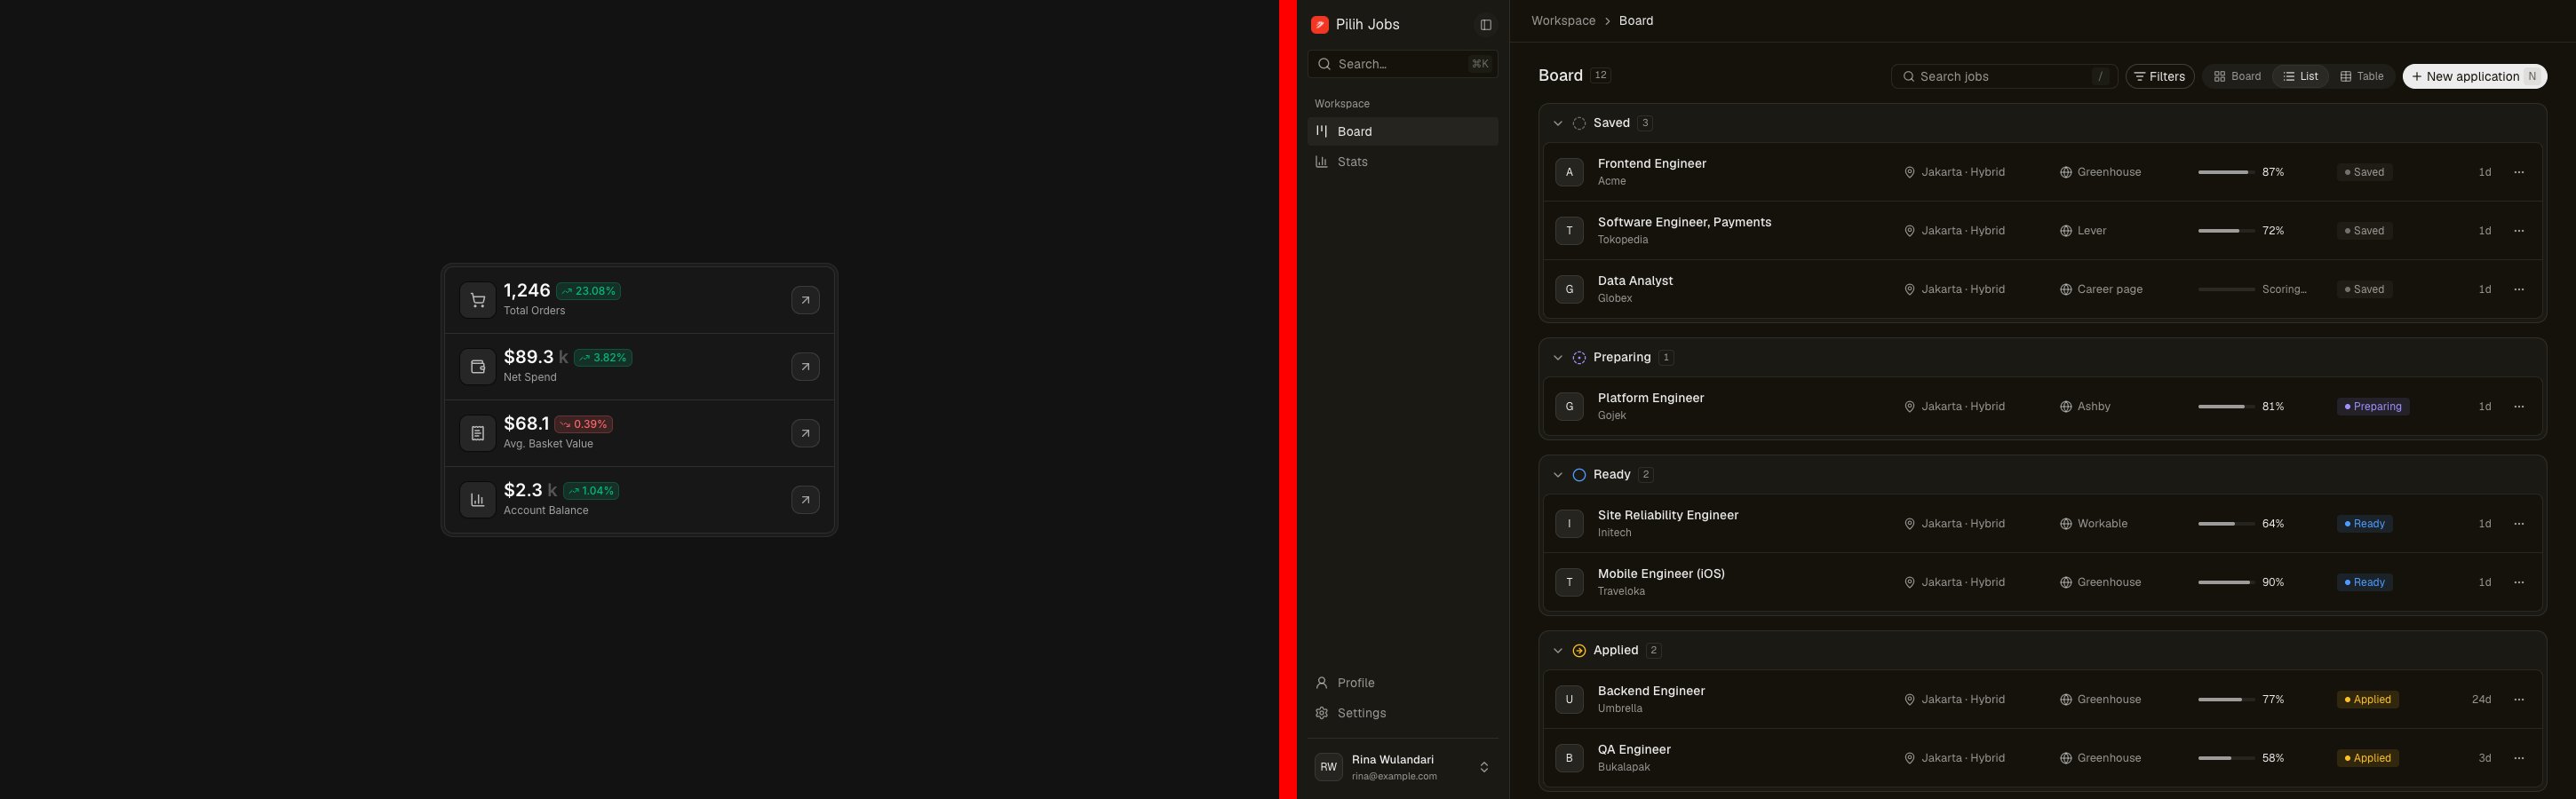 1,246 23.08%
Total Orders
$89.3 k 3.82%
Net Spend
$68.1 0.39%
Avg. Basket Value
$2.3 k 1.04%
Account Balance
Pilih Jobs
Search... ⌘K
Workspace
Board
Stats
Profile
Settings
RW Rina Wulandari
rina@example.com
Workspace > Board
Board 12 Search jobs / Filters Board List Table + New application N
Saved 3
A Frontend Engineer Jakarta · Hybrid Greenhouse 87% Saved 1d
Acme
T Software Engineer, Payments Jakarta · Hybrid Lever 72% Saved 1d
Tokopedia
G Data Analyst Jakarta · Hybrid Career page Scoring... Saved 1d
Globex
Preparing 1
G Platform Engineer Jakarta · Hybrid Ashby 81% Preparing 1d
Gojek
Ready 2
I Site Reliability Engineer Jakarta · Hybrid Workable 64% Ready 1d
Initech
T Mobile Engineer (iOS) Jakarta · Hybrid Greenhouse 90% Ready 1d
Traveloka
Applied 2
U Backend Engineer Jakarta · Hybrid Greenhouse 77% Applied 24d
Umbrella
B QA Engineer Jakarta · Hybrid Greenhouse 58% Applied 3d
Bukalapak